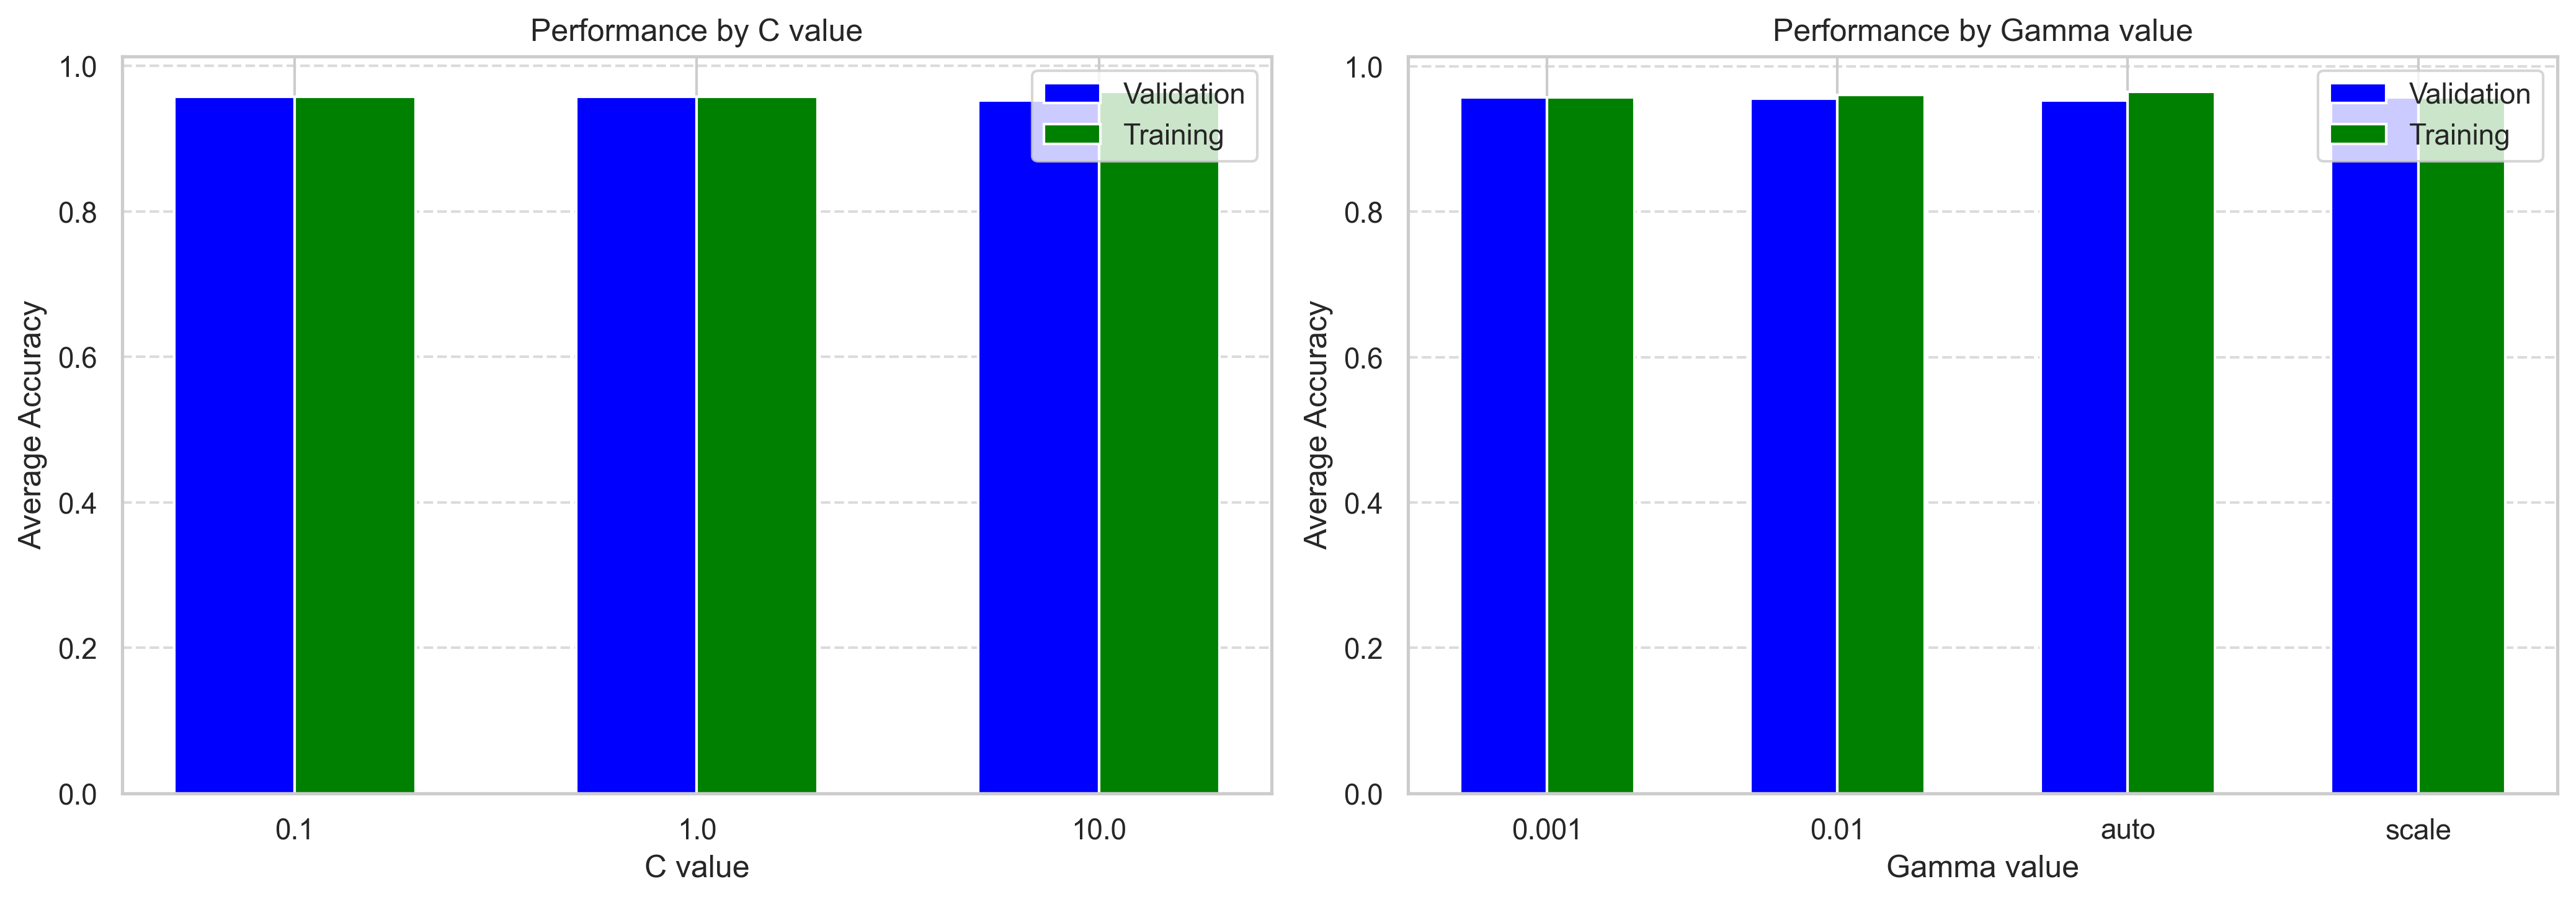 Performance by C value
1.0
0.8
0.6
0.4
0.2
0.0
Average Accuracy
Validation
Training
0.1
1.0
10.0
C value
Performance by Gamma value
1.0
0.8
0.6
0.4
0.2
0.0
Average Accuracy
Validation
Training
0.001
0.01
auto
scale
Gamma value